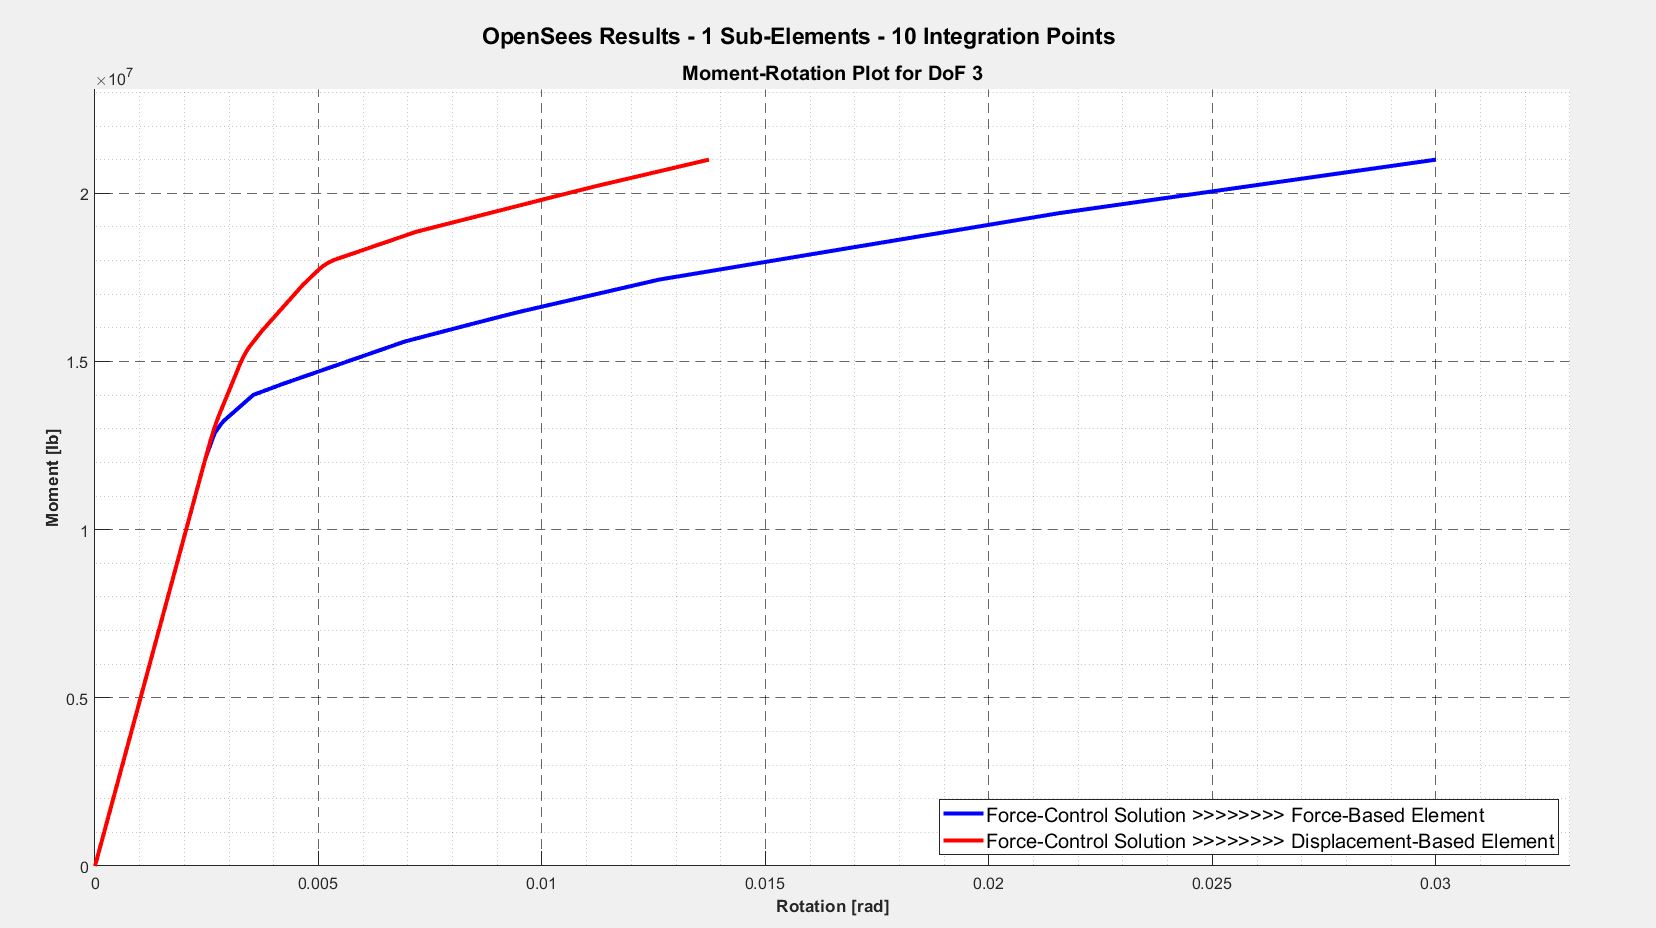 OpenSees Results - 1 Sub-Elements - 10 Integration Points
Moment-Rotation Plot for DoF 3
×10⁷
2
1.5
1
0.5
0
Moment [lb]
0 0.005 0.01 0.015 0.02 0.025 0.03
Rotation [rad]
Force-Control Solution >>>>>>>> Force-Based Element
Force-Control Solution >>>>>>>> Displacement-Based Element